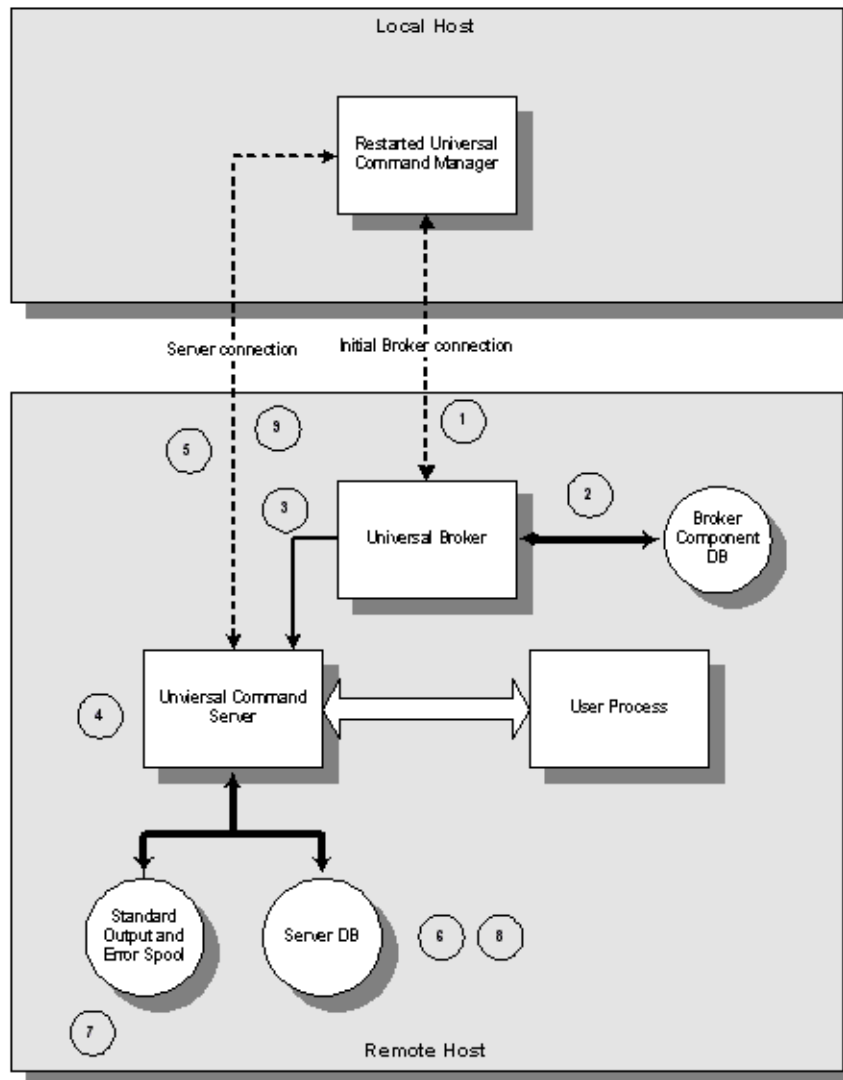 Local Host
Restarted Universal
Command Manager
Server connection
Initial Broker connection
1
9
5
2
3
Universal Broker
Broker
Component
DB
4
Unviersal Command
Server
User Process
Standard
Output and
Error Spool
Server DB
6
8
7
Remote Host